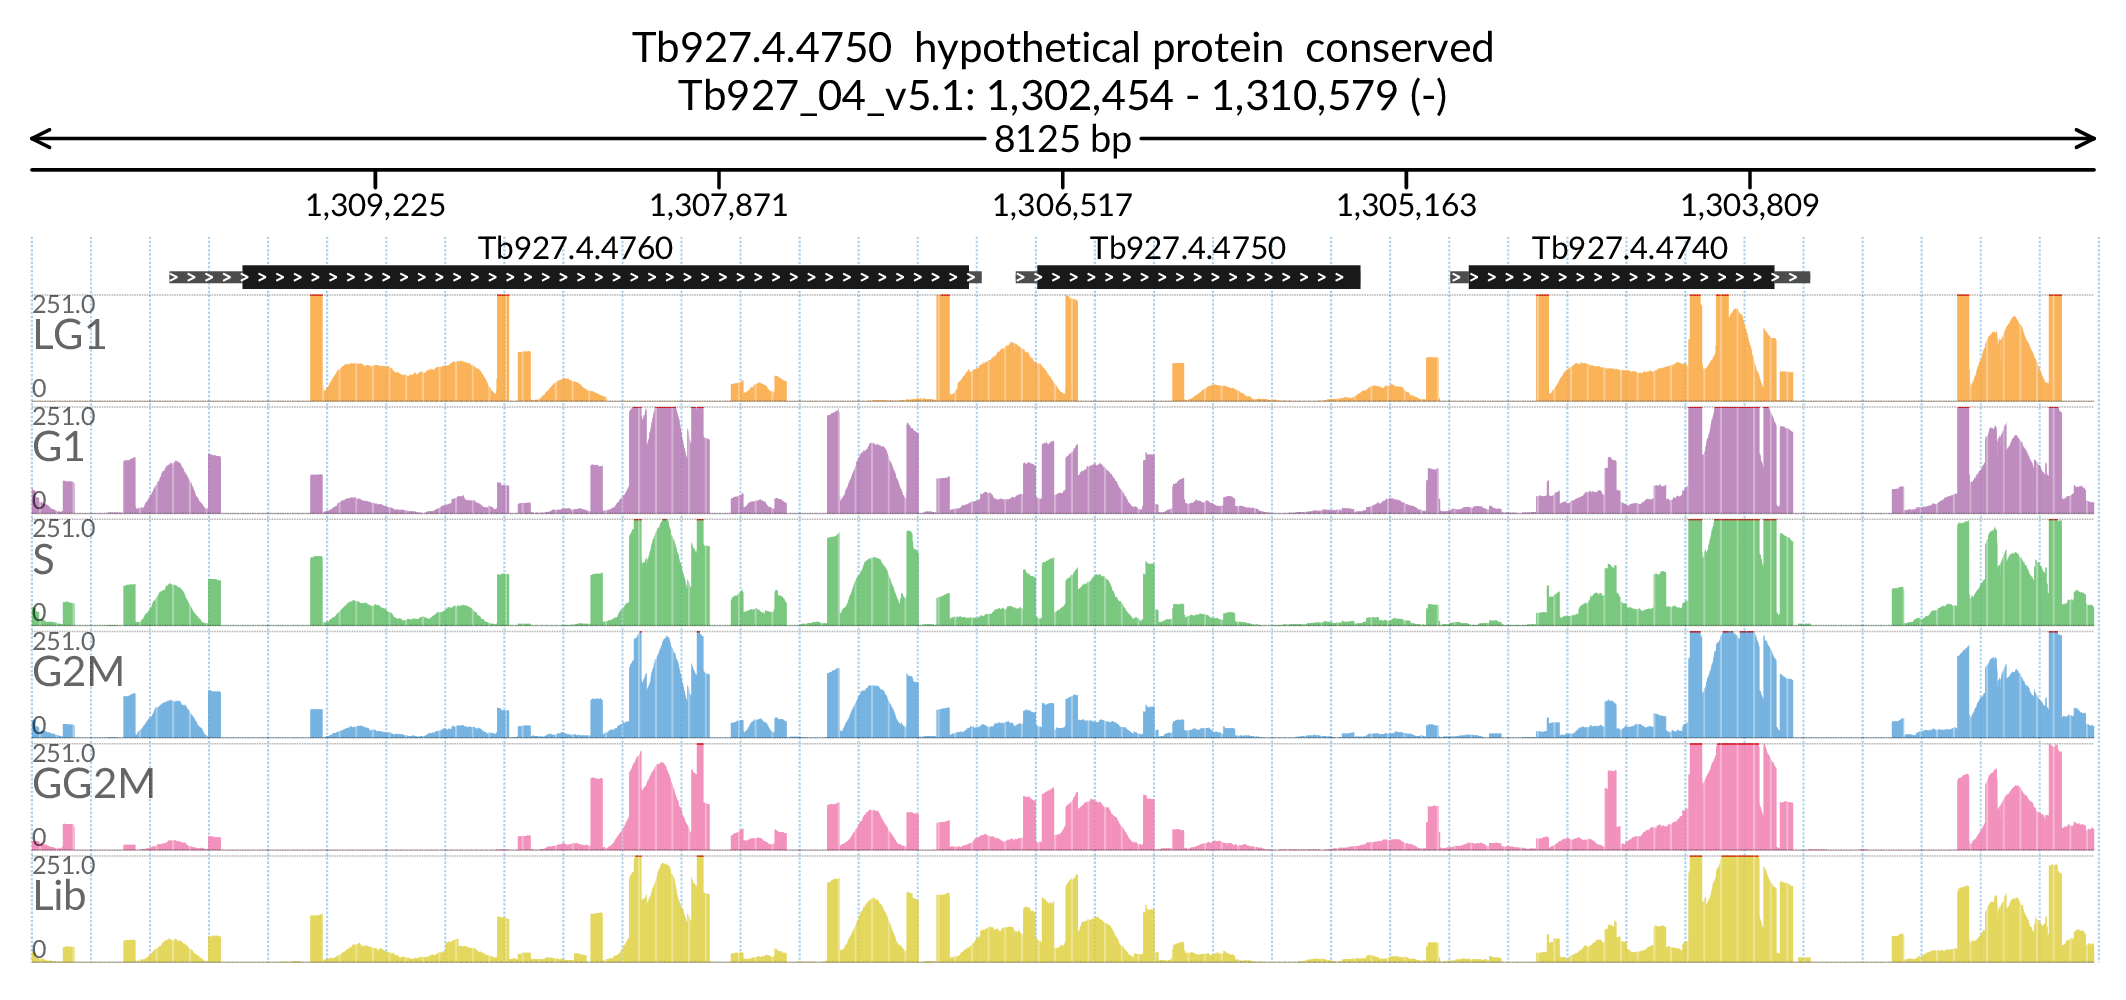 Tb927.4.4750  hypothetical protein  conserved
Tb927_04_v5.1: 1,302,454 - 1,310,579 (-)
8125 bp
1,309,225 1,307,871 1,306,517 1,305,163 1,303,809
Tb927.4.4760 Tb927.4.4750 Tb927.4.4740
251.0
LG1
0
251.0
G1
0
251.0
S
0
251.0
G2M
0
251.0
GG2M
0
251.0
Lib
0